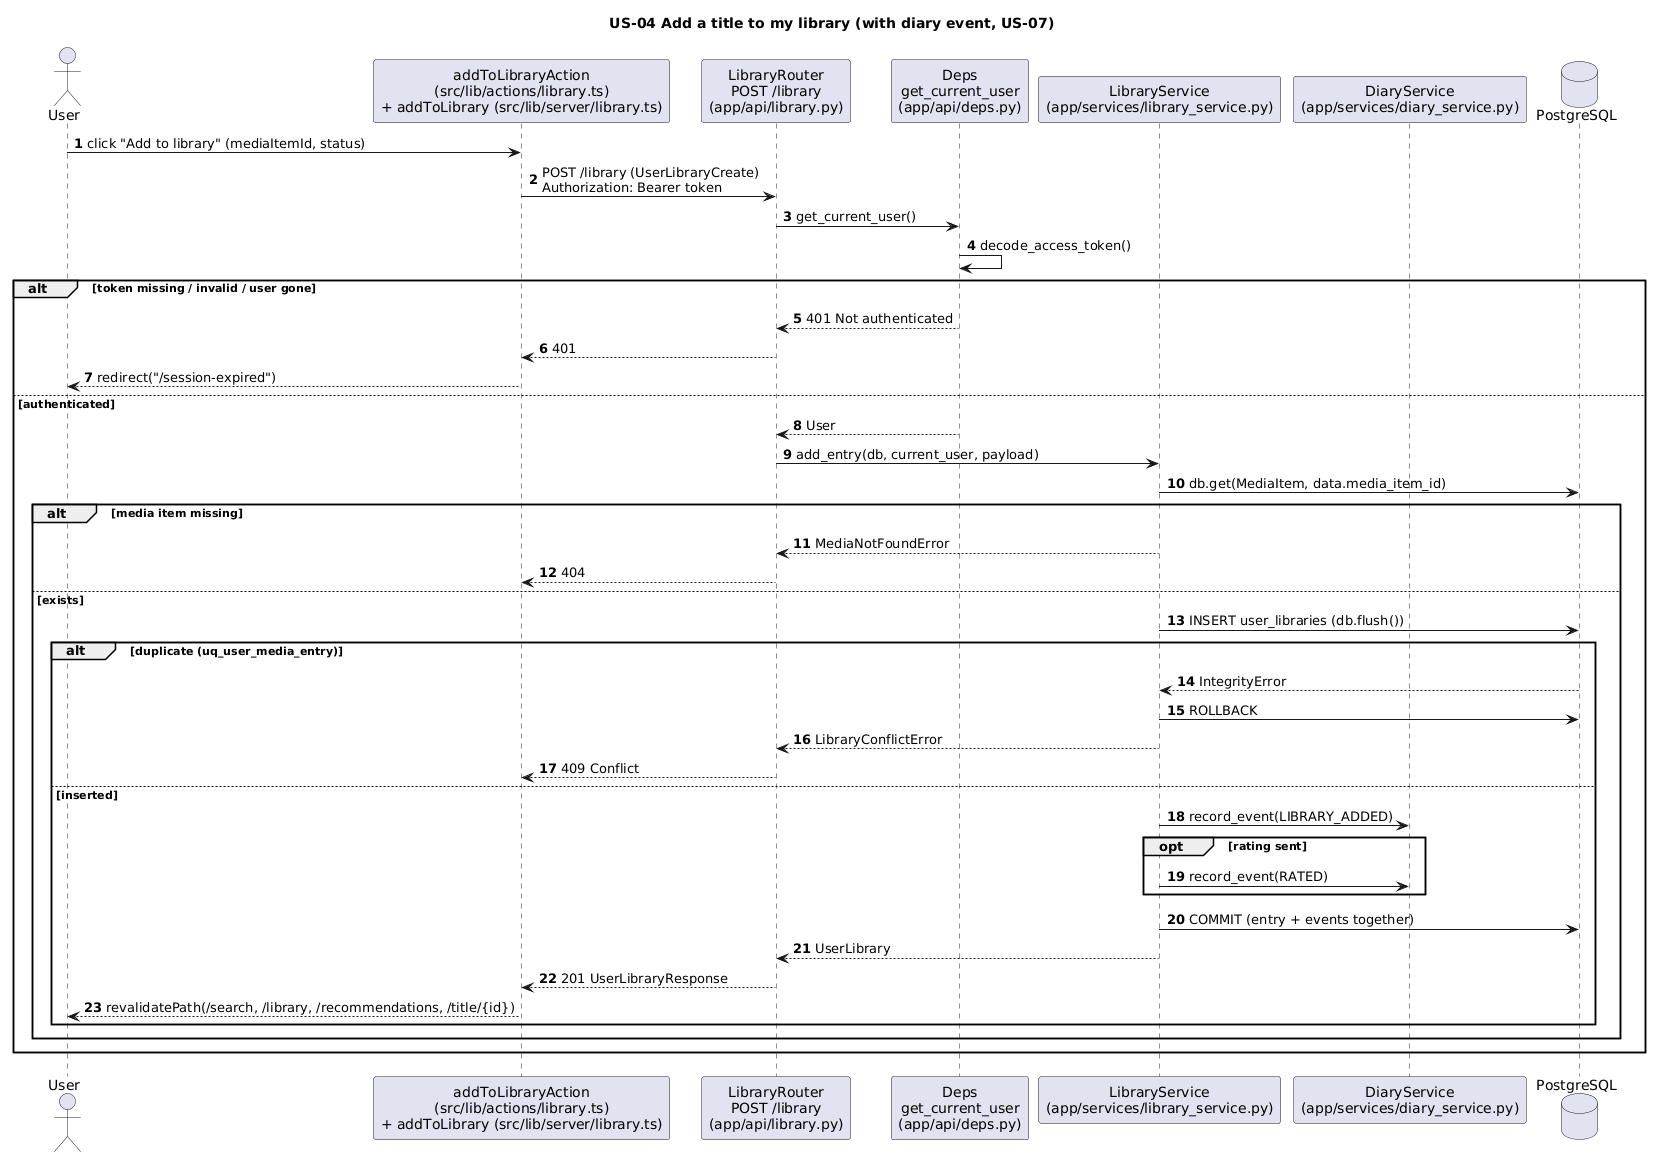 US-04 Add a title to my library (with diary event, US-07)
User
addToLibraryAction
(src/lib/actions/library.ts)
+ addToLibrary (src/lib/server/library.ts)
LibraryRouter
POST /library
(app/api/library.py)
Deps
get_current_user
(app/api/deps.py)
LibraryService
(app/services/library_service.py)
DiaryService
(app/services/diary_service.py)
PostgreSQL
1 click "Add to library" (mediaItemId, status)
2 POST /library (UserLibraryCreate)
Authorization: Bearer token
3 get_current_user()
4 decode_access_token()
alt [token missing / invalid / user gone]
5 401 Not authenticated
6 401
7 redirect("/session-expired")
[authenticated]
8 User
9 add_entry(db, current_user, payload)
10 db.get(MediaItem, data.media_item_id)
alt [media item missing]
11 MediaNotFoundError
12 404
[exists]
13 INSERT user_libraries (db.flush())
alt [duplicate (uq_user_media_entry)]
14 IntegrityError
15 ROLLBACK
16 LibraryConflictError
17 409 Conflict
[inserted]
18 record_event(LIBRARY_ADDED)
opt [rating sent]
19 record_event(RATED)
20 COMMIT (entry + events together)
21 UserLibrary
22 201 UserLibraryResponse
23 revalidatePath(/search, /library, /recommendations, /title/{id})
User
addToLibraryAction
(src/lib/actions/library.ts)
+ addToLibrary (src/lib/server/library.ts)
LibraryRouter
POST /library
(app/api/library.py)
Deps
get_current_user
(app/api/deps.py)
LibraryService
(app/services/library_service.py)
DiaryService
(app/services/diary_service.py)
PostgreSQL